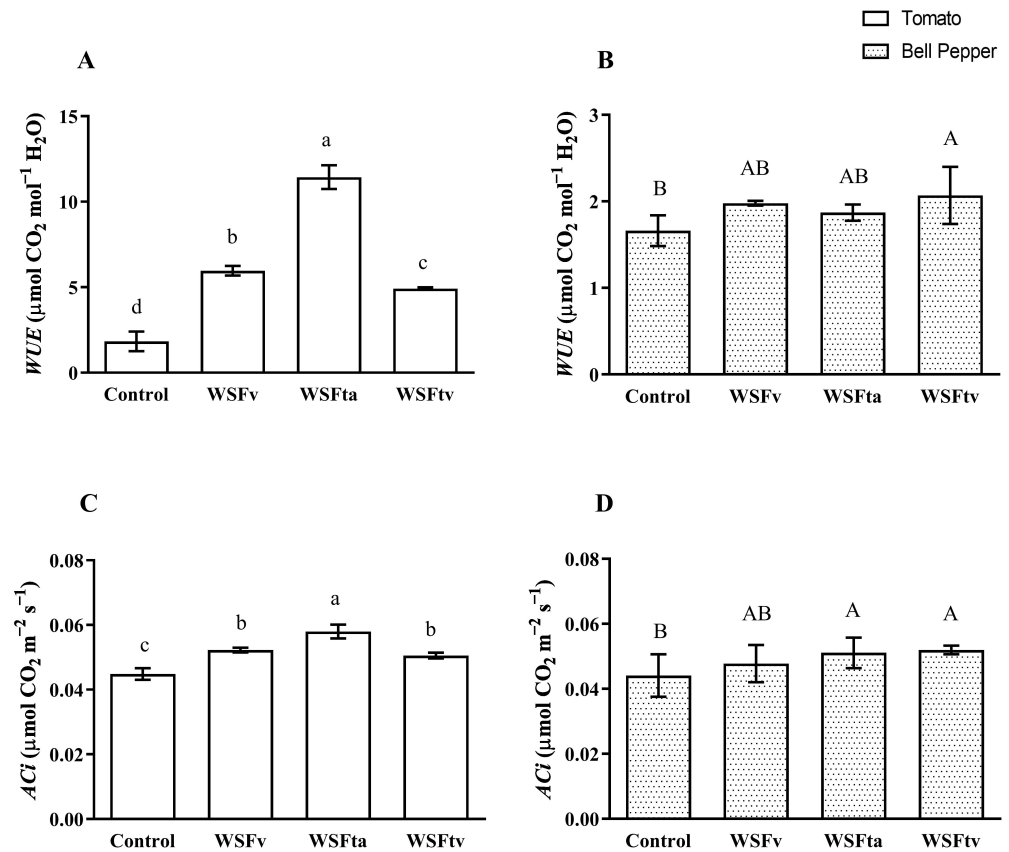 Tomato
Bell Pepper
A
WUE (µmol CO₂ mol⁻¹ H₂O)
15
10
5
0
d
b
a
c
Control WSFv WSFta WSFtv
B
WUE (µmol CO₂ mol⁻¹ H₂O)
3
2
1
0
B
AB
AB
A
Control WSFv WSFta WSFtv
C
ACi (µmol CO₂ m⁻² s⁻¹)
0.08
0.06
0.04
0.02
0.00
c
b
a
b
Control WSFv WSFta WSFtv
D
ACi (µmol CO₂ m⁻² s⁻¹)
0.08
0.06
0.04
0.02
0.00
B
AB
A
A
Control WSFv WSFta WSFtv